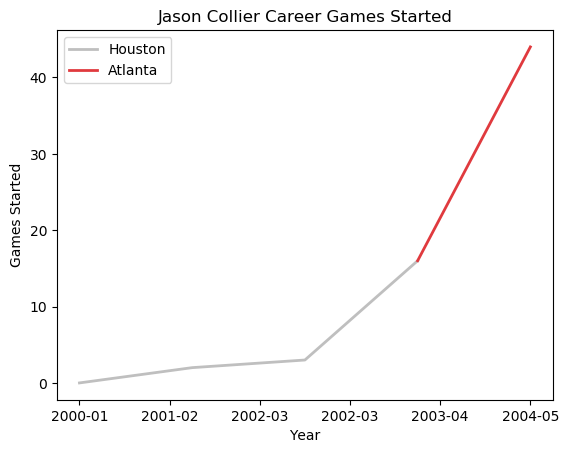 Jason Collier Career Games Started
Houston
Atlanta
Games Started
40
30
20
10
0
2000-01 2001-02 2002-03 2002-03 2003-04 2004-05
Year